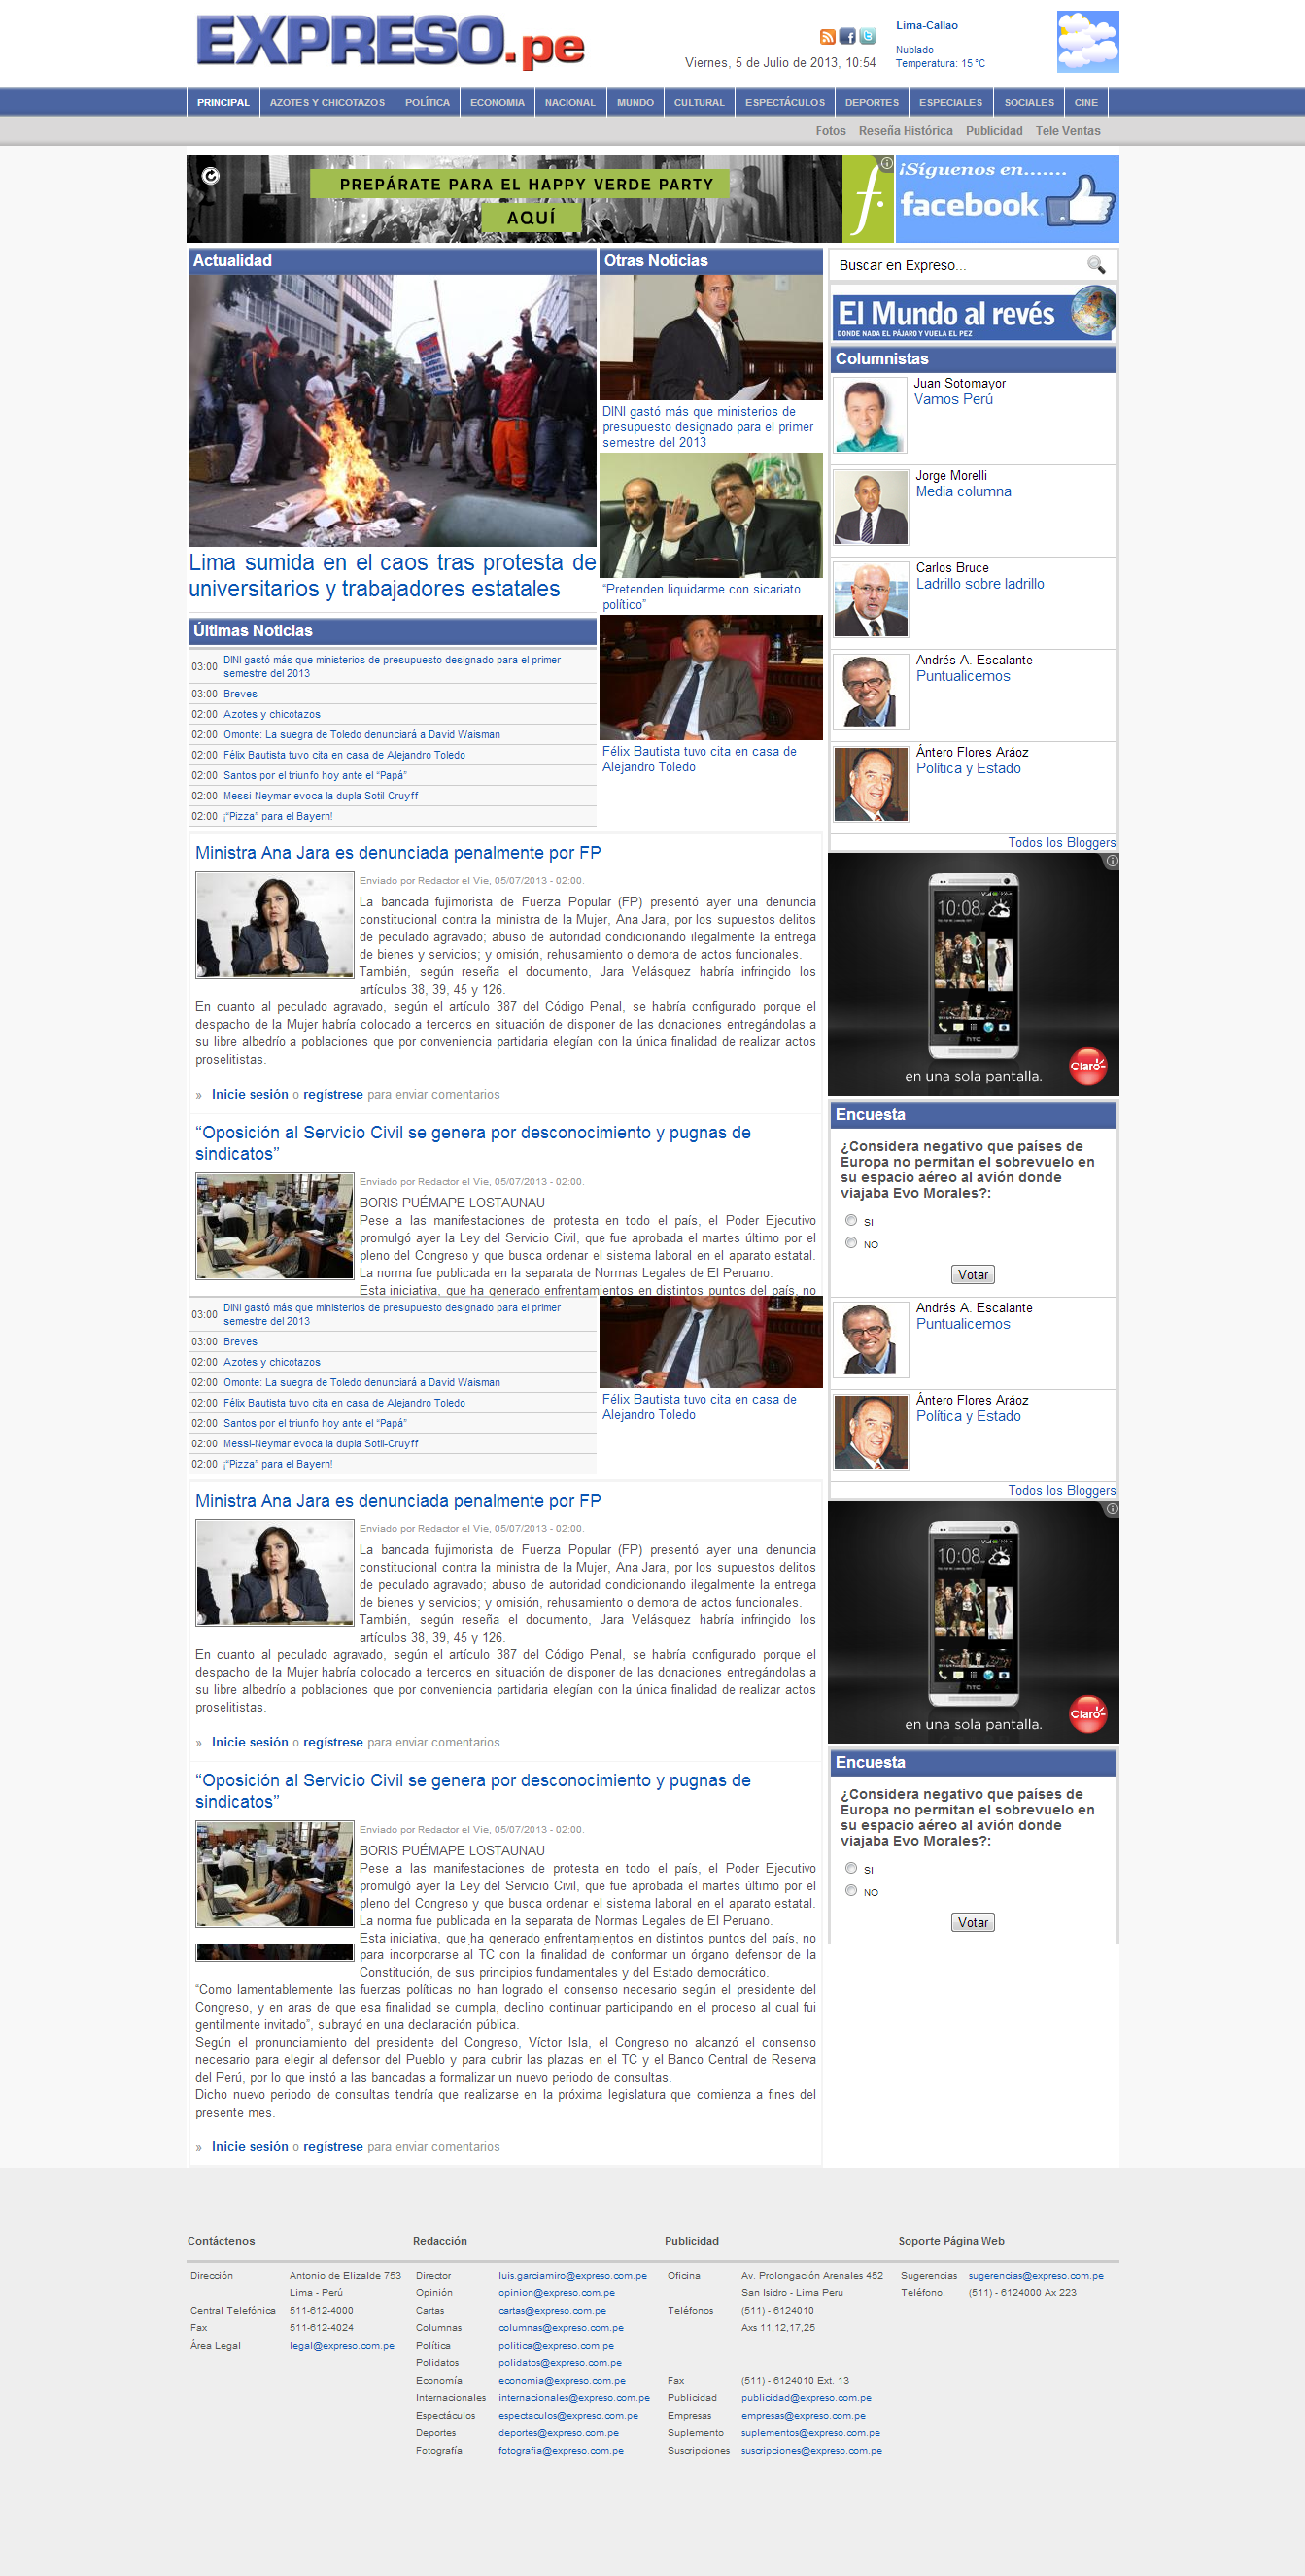 EXPRESO.pe
Viernes, 5 de Julio de 2013, 10:54
Lima-Callao
Nublado
Temperatura: 15 °C
PRINCIPAL
AZOTES Y CHICOTAZOS
POLÍTICA
ECONOMIA
NACIONAL
MUNDO
CULTURAL
ESPECTÁCULOS
DEPORTES
ESPECIALES
SOCIALES
CINE
Fotos
Reseña Histórica
Publicidad
Tele Ventas
PREPÁRATE PARA EL HAPPY VERDE PARTY
AQUÍ
f.
¡Síguenos en.......
facebook
Actualidad
Lima sumida en el caos tras protesta de
universitarios y trabajadores estatales
Últimas Noticias
03:00 DINI gastó más que ministerios de presupuesto designado para el primer
semestre del 2013
03:00 Breves
02:00 Azotes y chicotazos
02:00 Omonte: La suegra de Toledo denunciará a David Waisman
02:00 Félix Bautista tuvo cita en casa de Alejandro Toledo
02:00 Santos por el triunfo hoy ante el “Papá”
02:00 Messi-Neymar evoca la dupla Sotil-Cruyff
02:00 ¡“Pizza” para el Bayern!
Otras Noticias
DINI gastó más que ministerios de
presupuesto designado para el primer
semestre del 2013
“Pretenden liquidarme con sicariato
político”
Félix Bautista tuvo cita en casa de
Alejandro Toledo
Buscar en Expreso...
El Mundo al revés
DONDE NADA EL PÁJARO Y VUELA EL PEZ
Columnistas
Juan Sotomayor
Vamos Perú
Jorge Morelli
Media columna
Carlos Bruce
Ladrillo sobre ladrillo
Andrés A. Escalante
Puntualicemos
Ántero Flores Aráoz
Política y Estado
Todos los Bloggers
10:08
htc
en una sola pantalla.
Claro
Ministra Ana Jara es denunciada penalmente por FP
Enviado por Redactor el Vie, 05/07/2013 - 02:00.
La bancada fujimorista de Fuerza Popular (FP) presentó ayer una denuncia
constitucional contra la ministra de la Mujer, Ana Jara, por los supuestos delitos
de peculado agravado; abuso de autoridad condicionando ilegalmente la entrega
de bienes y servicios; y omisión, rehusamiento o demora de actos funcionales.
También, según reseña el documento, Jara Velásquez habría infringido los
artículos 38, 39, 45 y 126.
En cuanto al peculado agravado, según el artículo 387 del Código Penal, se habría configurado porque el
despacho de la Mujer habría colocado a terceros en situación de disponer de las donaciones entregándolas a
su libre albedrío a poblaciones que por conveniencia partidaria elegían con la única finalidad de realizar actos
proselitistas.
» Inicie sesión o regístrese para enviar comentarios
“Oposición al Servicio Civil se genera por desconocimiento y pugnas de
sindicatos”
Enviado por Redactor el Vie, 05/07/2013 - 02:00.
BORIS PUÉMAPE LOSTAUNAU
Pese a las manifestaciones de protesta en todo el país, el Poder Ejecutivo
promulgó ayer la Ley del Servicio Civil, que fue aprobada el martes último por el
pleno del Congreso y que busca ordenar el sistema laboral en el aparato estatal.
La norma fue publicada en la separata de Normas Legales de El Peruano.
Esta iniciativa, que ha generado enfrentamientos en distintos puntos del país, no
Encuesta
¿Considera negativo que países de
Europa no permitan el sobrevuelo en
su espacio aéreo al avión donde
viajaba Evo Morales?:
SI
NO
Votar
03:00 DINI gastó más que ministerios de presupuesto designado para el primer
semestre del 2013
03:00 Breves
02:00 Azotes y chicotazos
02:00 Omonte: La suegra de Toledo denunciará a David Waisman
02:00 Félix Bautista tuvo cita en casa de Alejandro Toledo
02:00 Santos por el triunfo hoy ante el “Papá”
02:00 Messi-Neymar evoca la dupla Sotil-Cruyff
02:00 ¡“Pizza” para el Bayern!
Félix Bautista tuvo cita en casa de
Alejandro Toledo
Andrés A. Escalante
Puntualicemos
Ántero Flores Aráoz
Política y Estado
Todos los Bloggers
10:08
htc
en una sola pantalla.
Claro
Ministra Ana Jara es denunciada penalmente por FP
Enviado por Redactor el Vie, 05/07/2013 - 02:00.
La bancada fujimorista de Fuerza Popular (FP) presentó ayer una denuncia
constitucional contra la ministra de la Mujer, Ana Jara, por los supuestos delitos
de peculado agravado; abuso de autoridad condicionando ilegalmente la entrega
de bienes y servicios; y omisión, rehusamiento o demora de actos funcionales.
También, según reseña el documento, Jara Velásquez habría infringido los
artículos 38, 39, 45 y 126.
En cuanto al peculado agravado, según el artículo 387 del Código Penal, se habría configurado porque el
despacho de la Mujer habría colocado a terceros en situación de disponer de las donaciones entregándolas a
su libre albedrío a poblaciones que por conveniencia partidaria elegían con la única finalidad de realizar actos
proselitistas.
» Inicie sesión o regístrese para enviar comentarios
“Oposición al Servicio Civil se genera por desconocimiento y pugnas de
sindicatos”
Enviado por Redactor el Vie, 05/07/2013 - 02:00.
BORIS PUÉMAPE LOSTAUNAU
Pese a las manifestaciones de protesta en todo el país, el Poder Ejecutivo
promulgó ayer la Ley del Servicio Civil, que fue aprobada el martes último por el
pleno del Congreso y que busca ordenar el sistema laboral en el aparato estatal.
La norma fue publicada en la separata de Normas Legales de El Peruano.
Esta iniciativa, que ha generado enfrentamientos en distintos puntos del país, no
para incorporarse al TC con la finalidad de conformar un órgano defensor de la
Constitución, de sus principios fundamentales y del Estado democrático.
“Como lamentablemente las fuerzas políticas no han logrado el consenso necesario según el presidente del
Congreso, y en aras de que esa finalidad se cumpla, declino continuar participando en el proceso al cual fui
gentilmente invitado”, subrayó en una declaración pública.
Según el pronunciamiento del presidente del Congreso, Víctor Isla, el Congreso no alcanzó el consenso
necesario para elegir al defensor del Pueblo y para cubrir las plazas en el TC y el Banco Central de Reserva
del Perú, por lo que instó a las bancadas a formalizar un nuevo periodo de consultas.
Dicho nuevo periodo de consultas tendría que realizarse en la próxima legislatura que comienza a fines del
presente mes.
» Inicie sesión o regístrese para enviar comentarios
Encuesta
¿Considera negativo que países de
Europa no permitan el sobrevuelo en
su espacio aéreo al avión donde
viajaba Evo Morales?:
SI
NO
Votar
Contáctenos
Dirección Antonio de Elizalde 753
Lima - Perú
Central Telefónica 511-612-4000
Fax 511-612-4024
Área Legal legal@expreso.com.pe
Redacción
Director luis.garciamiro@expreso.com.pe
Opinión opinion@expreso.com.pe
Cartas cartas@expreso.com.pe
Columnas columnas@expreso.com.pe
Política politica@expreso.com.pe
Polidatos polidatos@expreso.com.pe
Economía economia@expreso.com.pe
Internacionales internacionales@expreso.com.pe
Espectáculos espectaculos@expreso.com.pe
Deportes deportes@expreso.com.pe
Fotografía fotografia@expreso.com.pe
Publicidad
Oficina Av. Prolongación Arenales 452
San Isidro - Lima Peru
Teléfonos (511) - 6124010
Axs 11,12,17,25
Fax (511) - 6124010 Ext. 13
Publicidad publicidad@expreso.com.pe
Empresas empresas@expreso.com.pe
Suplemento suplementos@expreso.com.pe
Suscripciones suscripciones@expreso.com.pe
Soporte Página Web
Sugerencias sugerencias@expreso.com.pe
Teléfono. (511) - 6124000 Ax 223